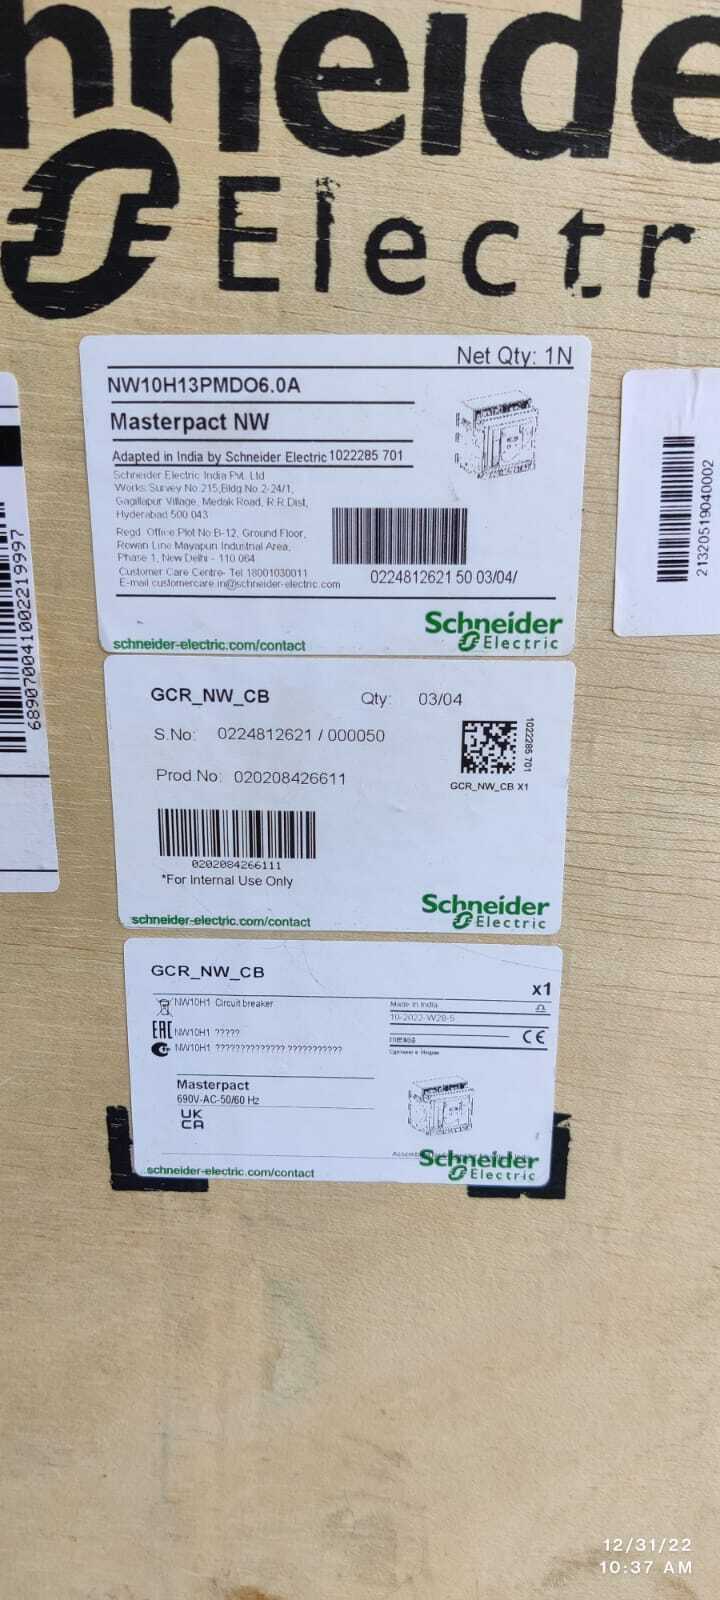 hneide
Electr
Net Qty: 1N
NW10H13PMDO6.0A
Masterpact NW
Adapted in India by Schneider Electric 1022285 701
Schneider Electric India Pvt. Ltd
Works Survey No.215,Bldg No.2-24/1,
Gagillapur Village, Medak Road, R.R.Dist,
Hyderabad 500 043
Regd. Office Plot No B-12, Ground Floor,
Rowan Line Mayapuri Industrial Area,
Phase 1, New Delhi - 110 064
Customer Care Centre- Tel 18001030011
E-mail customercare.in@schneider-electric.com
0224812621 50 03/04/
Schneider
Electric
schneider-electric.com/contact
21320519040002
6890700410022219997
GCR_NW_CB
Qty: 03/04
S.No: 0224812621 / 000050
Prod No: 020208426611
1022285 701
GCR_NW_CB X1
0202084266111
*For Internal Use Only
Schneider
Electric
schneider-electric.com/contact
GCR_NW_CB
x1
NW10H1 Circuit breaker
Made in India
10-2022-W28-5
EAC NW10H1 ?????
CE
NW10H1 ?????????????? ???????????
Masterpact
690V-AC-50/60 Hz
UK
CA
Schneider
Electric
schneider-electric.com/contact
12/31/22
10:37 AM